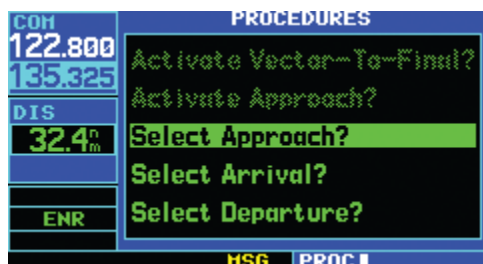 COM
122.800
135.325
DIS
32.4nm
ENR
PROCEDURES
Activate Vector-To-Final?
Activate Approach?
Select Approach?
Select Arrival?
Select Departure?
MSG PROC